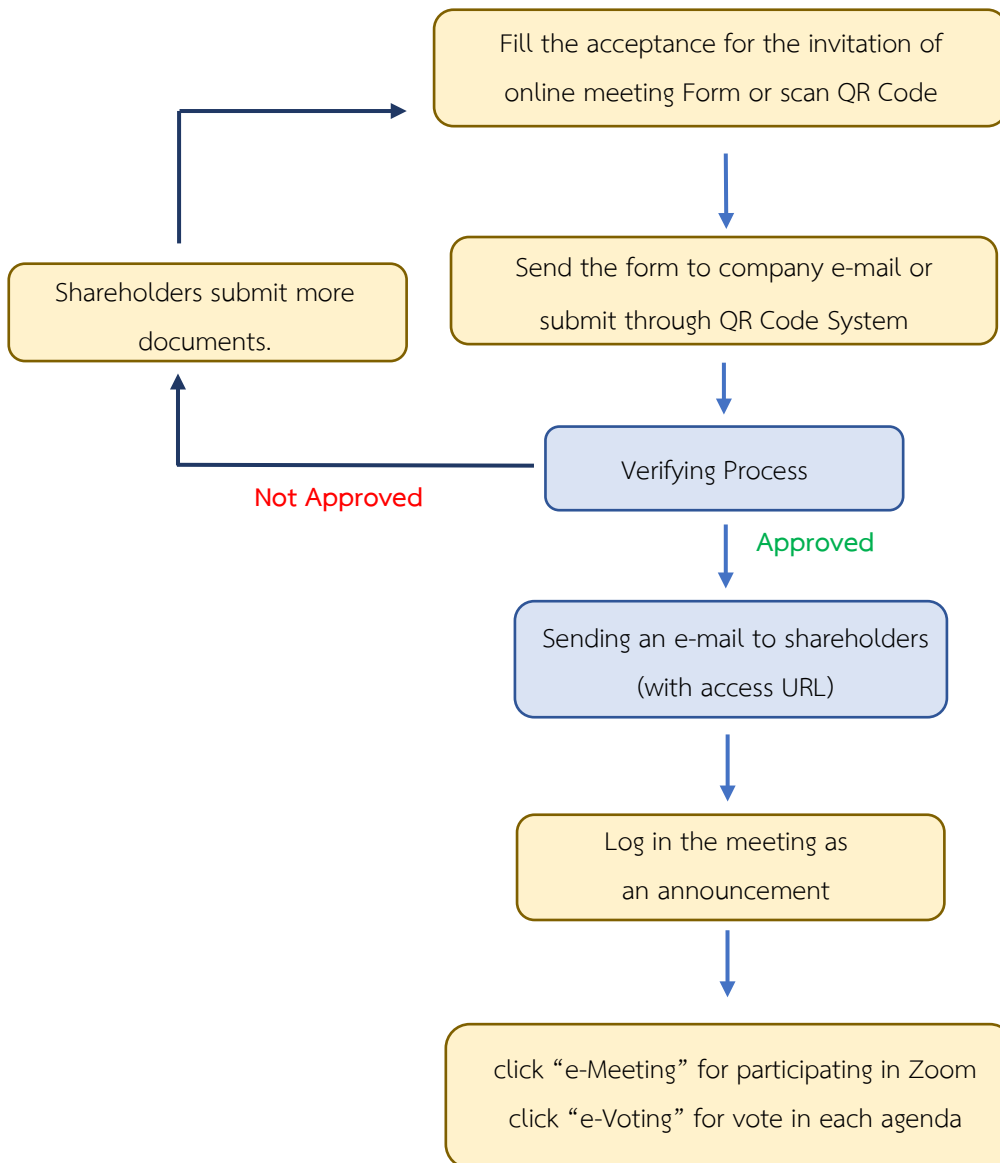 Fill the acceptance for the invitation of
online meeting Form or scan QR Code
Send the form to company e-mail or
submit through QR Code System
Shareholders submit more
documents.
Verifying Process
Not Approved
Approved
Sending an e-mail to shareholders
(with access URL)
Log in the meeting as
an announcement
click “e-Meeting” for participating in Zoom
click “e-Voting” for vote in each agenda